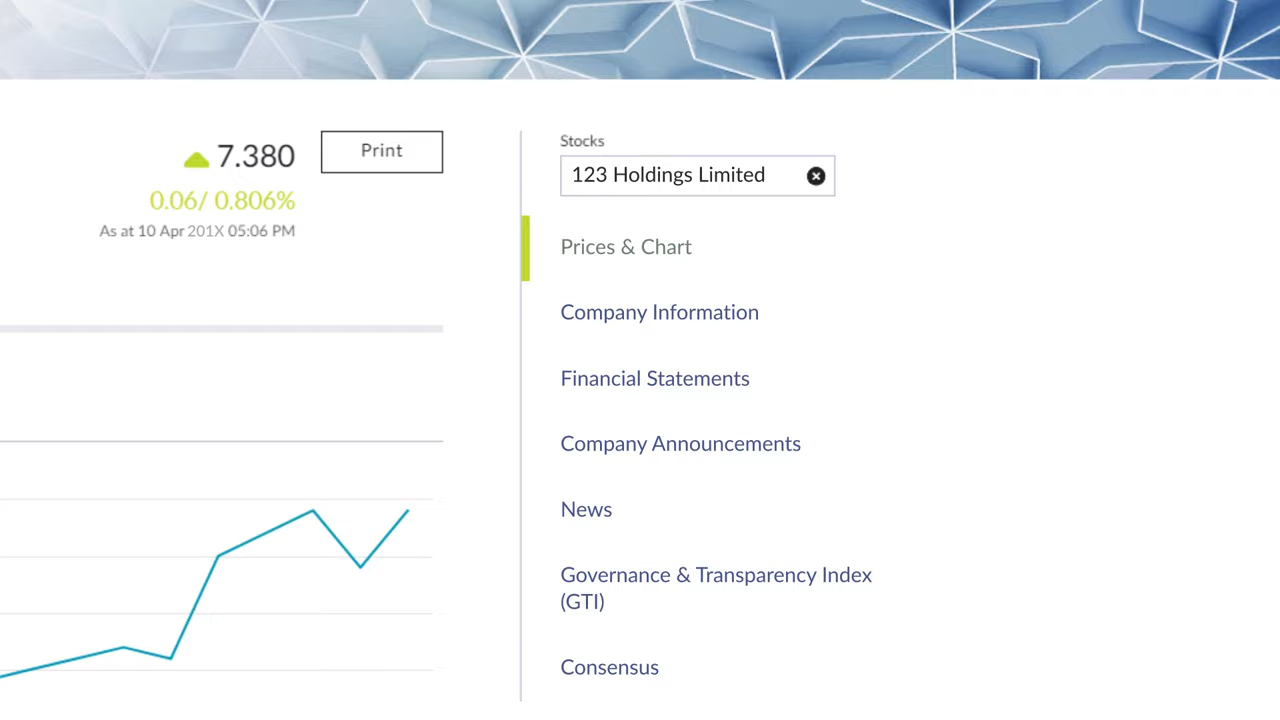 7.380
Print
0.06/ 0.806%
As at 10 Apr 201X 05:06 PM
Stocks
123 Holdings Limited
Prices & Chart
Company Information
Financial Statements
Company Announcements
News
Governance & Transparency Index
(GTI)
Consensus